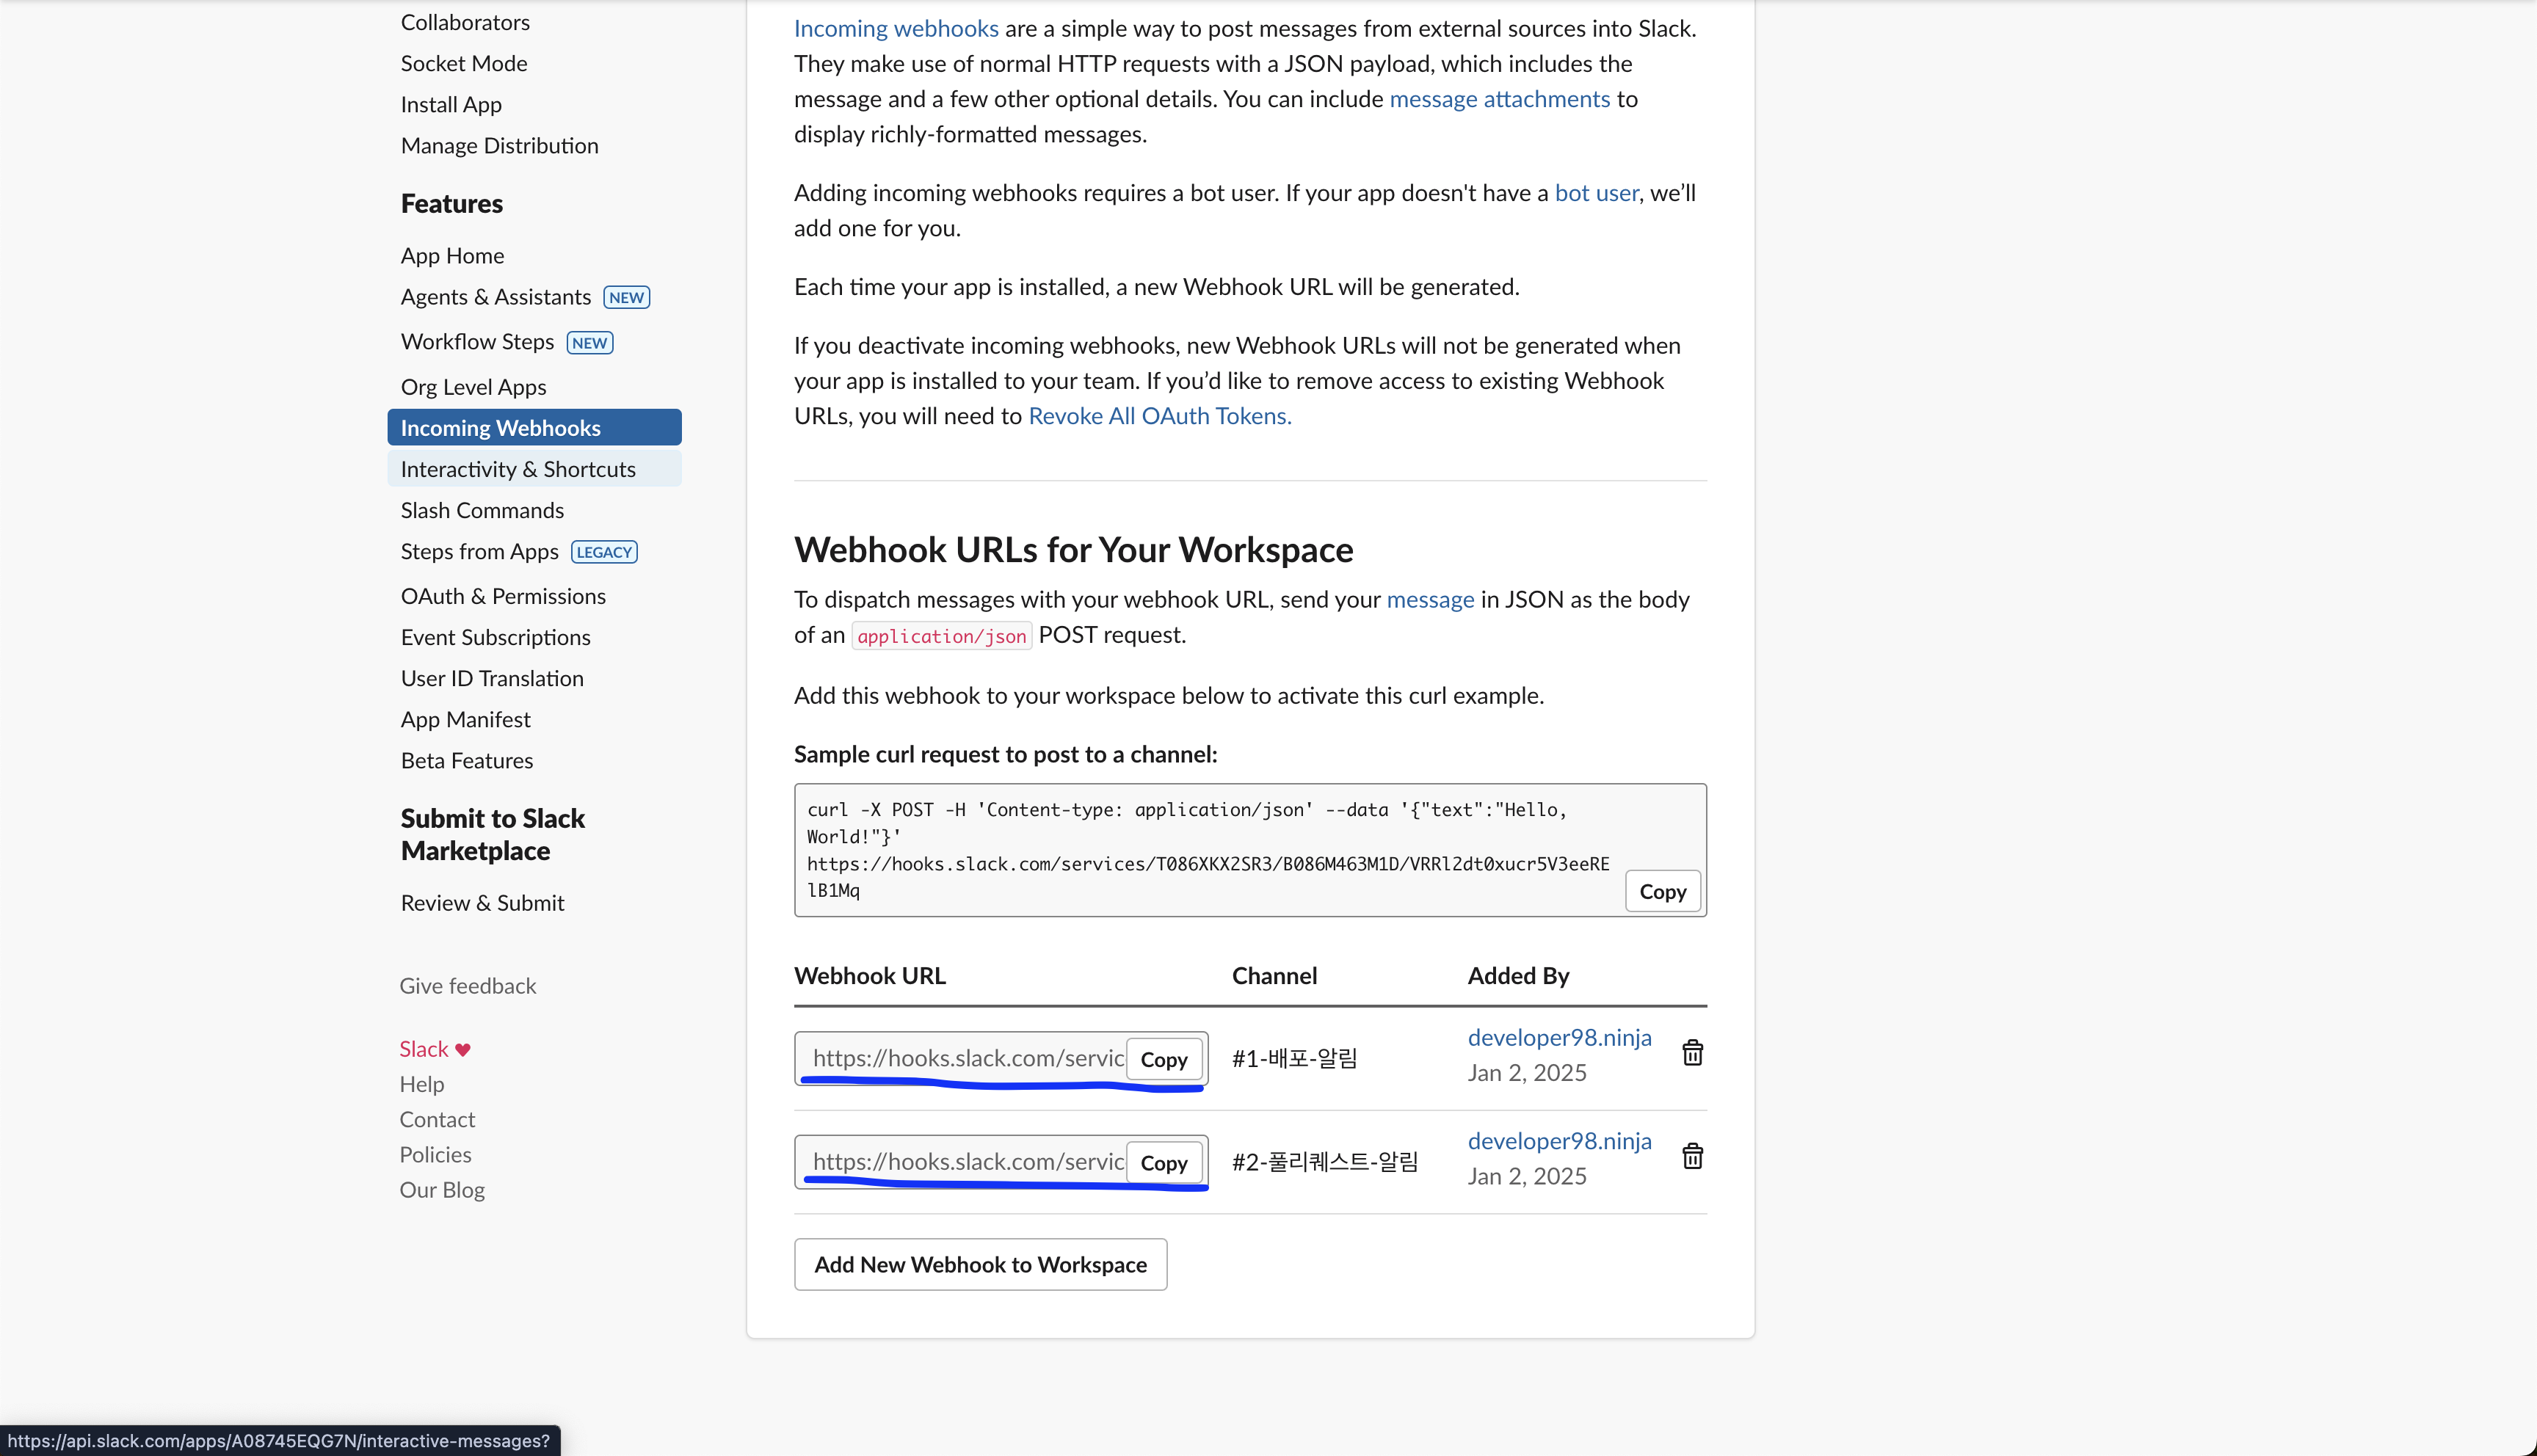 Collaborators
Socket Mode
Install App
Manage Distribution
Features
App Home
Agents & Assistants NEW
Workflow Steps NEW
Org Level Apps
Incoming Webhooks
Interactivity & Shortcuts
Slash Commands
Steps from Apps LEGACY
OAuth & Permissions
Event Subscriptions
User ID Translation
App Manifest
Beta Features
Submit to Slack
Marketplace
Review & Submit
Give feedback
Slack ♥
Help
Contact
Policies
Our Blog
Incoming webhooks are a simple way to post messages from external sources into Slack.
They make use of normal HTTP requests with a JSON payload, which includes the
message and a few other optional details. You can include message attachments to
display richly-formatted messages.
Adding incoming webhooks requires a bot user. If your app doesn't have a bot user, we’ll
add one for you.
Each time your app is installed, a new Webhook URL will be generated.
If you deactivate incoming webhooks, new Webhook URLs will not be generated when
your app is installed to your team. If you’d like to remove access to existing Webhook
URLs, you will need to Revoke All OAuth Tokens.
Webhook URLs for Your Workspace
To dispatch messages with your webhook URL, send your message in JSON as the body
of an application/json POST request.
Add this webhook to your workspace below to activate this curl example.
Sample curl request to post to a channel:
curl -X POST -H 'Content-type: application/json' --data '{"text":"Hello,
World!"}'
https://hooks.slack.com/services/T086XKX2SR3/B086M463M1D/VRRl2dt0xucr5V3eeRE
lB1Mq
Copy
Webhook URL Channel Added By
https://hooks.slack.com/servic Copy #1-배포-알림 developer98.ninja
Jan 2, 2025
https://hooks.slack.com/servic Copy #2-풀리퀘스트-알림 developer98.ninja
Jan 2, 2025
Add New Webhook to Workspace
https://api.slack.com/apps/A08745EQG7N/interactive-messages?